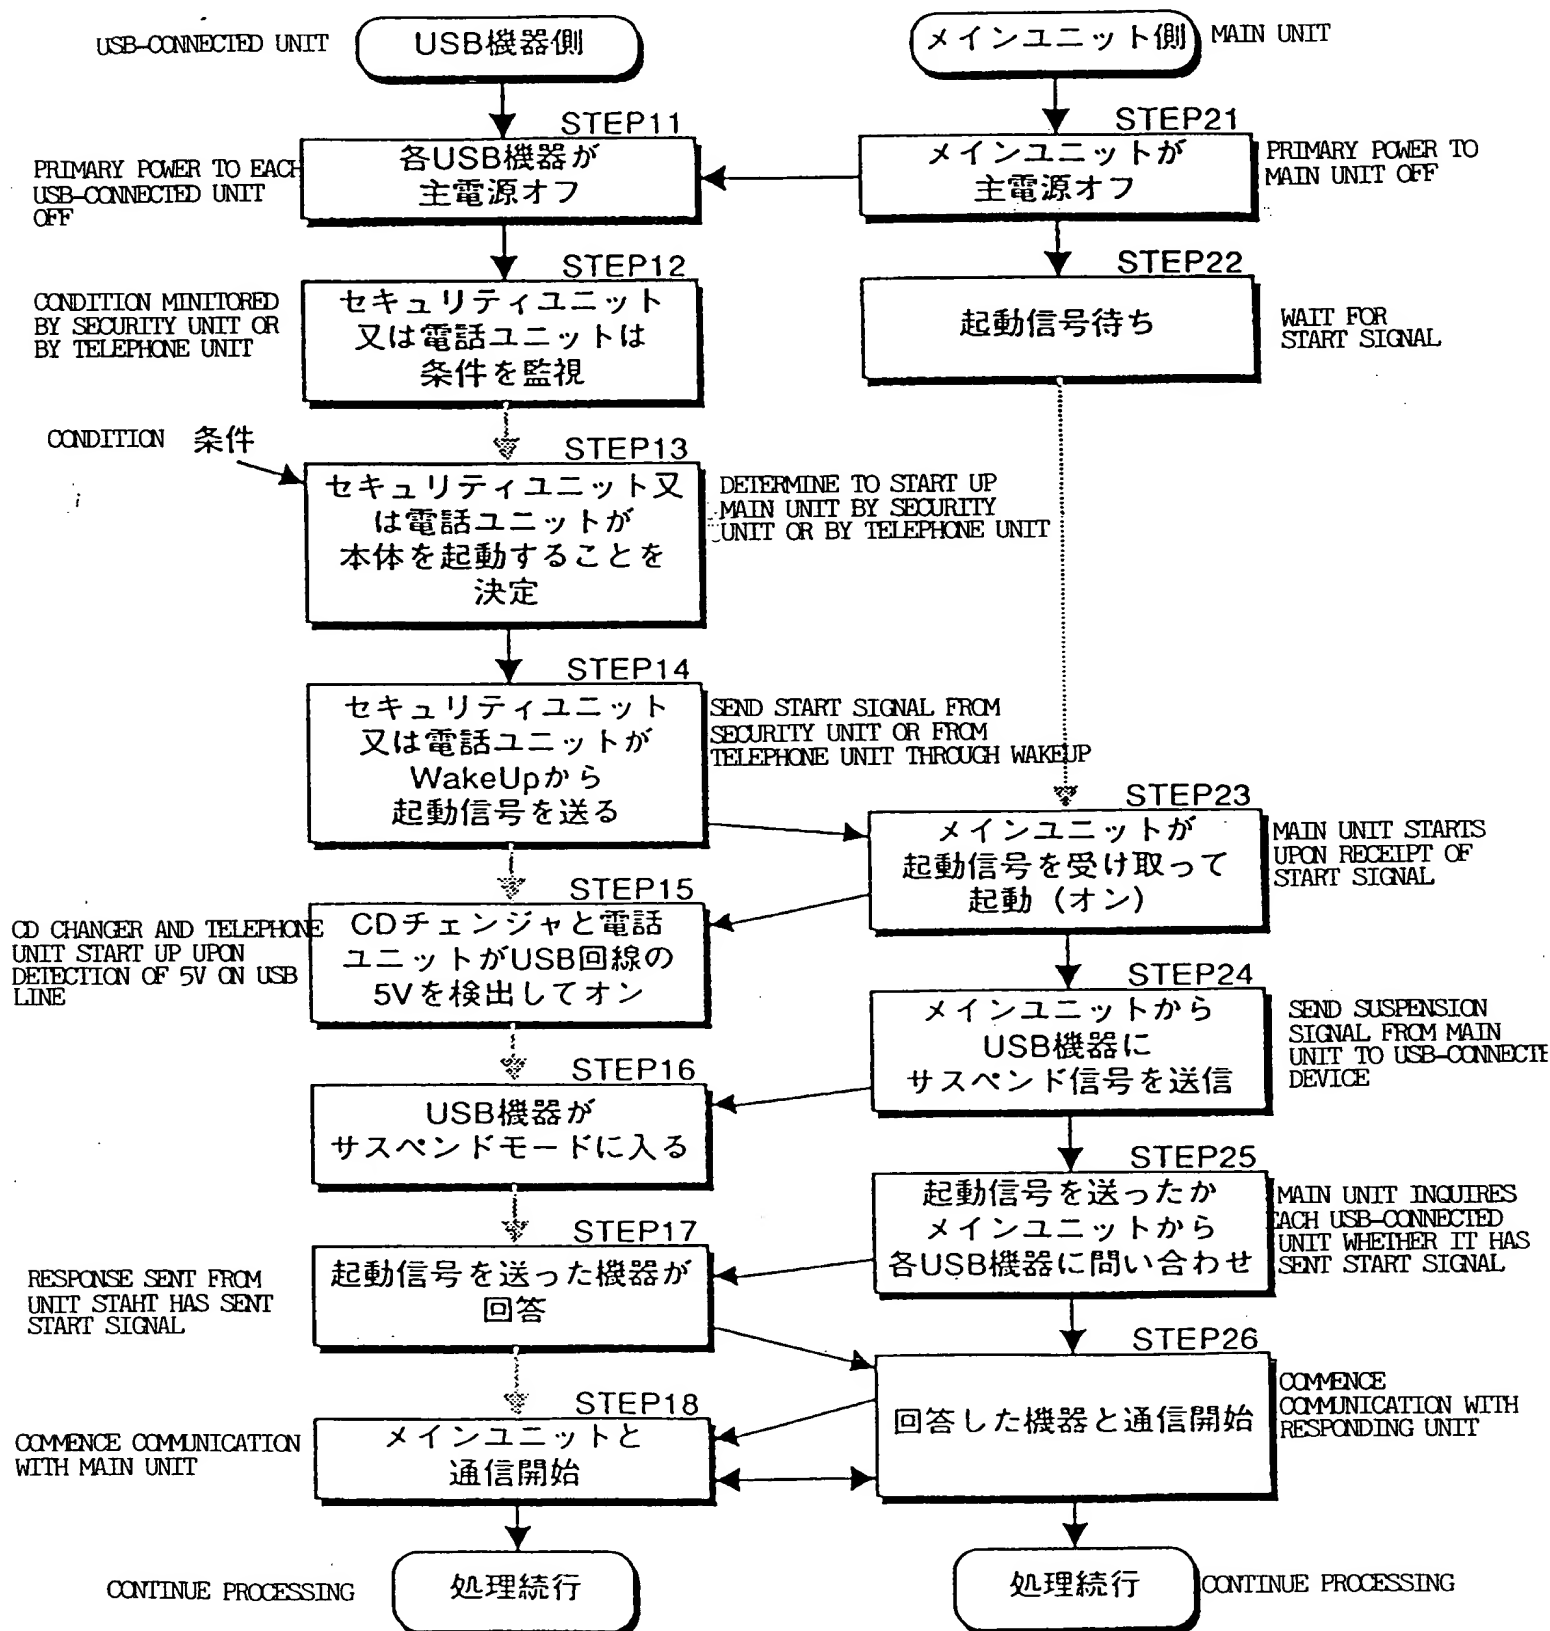 USB-CONNECTED UNIT
USB機器側
メインユニット側
MAIN UNIT
STEP11
各USB機器が
主電源オフ
PRIMARY POWER TO EACH
USB-CONNECTED UNIT
OFF
STEP21
メインユニットが
主電源オフ
PRIMARY POWER TO
MAIN UNIT OFF
STEP12
セキュリティユニット
又は電話ユニットは
条件を監視
CONDITION MINITORED
BY SECURITY UNIT OR
BY TELEPHONE UNIT
STEP22
起動信号待ち
WAIT FOR
START SIGNAL
CONDITION 条件
STEP13
セキュリティユニット又
は電話ユニットが
本体を起動することを
決定
DETERMINE TO START UP
MAIN UNIT BY SECURITY
UNIT OR BY TELEPHONE UNIT
STEP14
セキュリティユニット
又は電話ユニットが
WakeUpから
起動信号を送る
SEND START SIGNAL FROM
SECURITY UNIT OR FROM
TELEPHONE UNIT THROUGH WAKEUP
STEP23
メインユニットが
起動信号を受け取って
起動（オン）
MAIN UNIT STARTS
UPON RECEIPT OF
START SIGNAL
STEP15
CDチェンジャと電話
ユニットがUSB回線の
5Vを検出してオン
CD CHANGER AND TELEPHONE
UNIT START UP UPON
DETECTION OF 5V ON USB
LINE
STEP24
メインユニットから
USB機器に
サスペンド信号を送信
SEND SUSPENSION
SIGNAL FROM MAIN
UNIT TO USB-CONNECTE
DEVICE
STEP16
USB機器が
サスペンドモードに入る
STEP25
起動信号を送ったか
メインユニットから
各USB機器に問い合わせ
MAIN UNIT INQUIRES
EACH USB-CONNECTED
UNIT WHETHER IT HAS
SENT START SIGNAL
STEP17
起動信号を送った機器が
回答
RESPONSE SENT FROM
UNIT STAHT HAS SENT
START SIGNAL
STEP26
回答した機器と通信開始
COMMENCE
COMMUNICATION WITH
RESPONDING UNIT
STEP18
メインユニットと
通信開始
COMMENCE COMMUNICATION
WITH MAIN UNIT
CONTINUE PROCESSING
処理続行
処理続行
CONTINUE PROCESSING